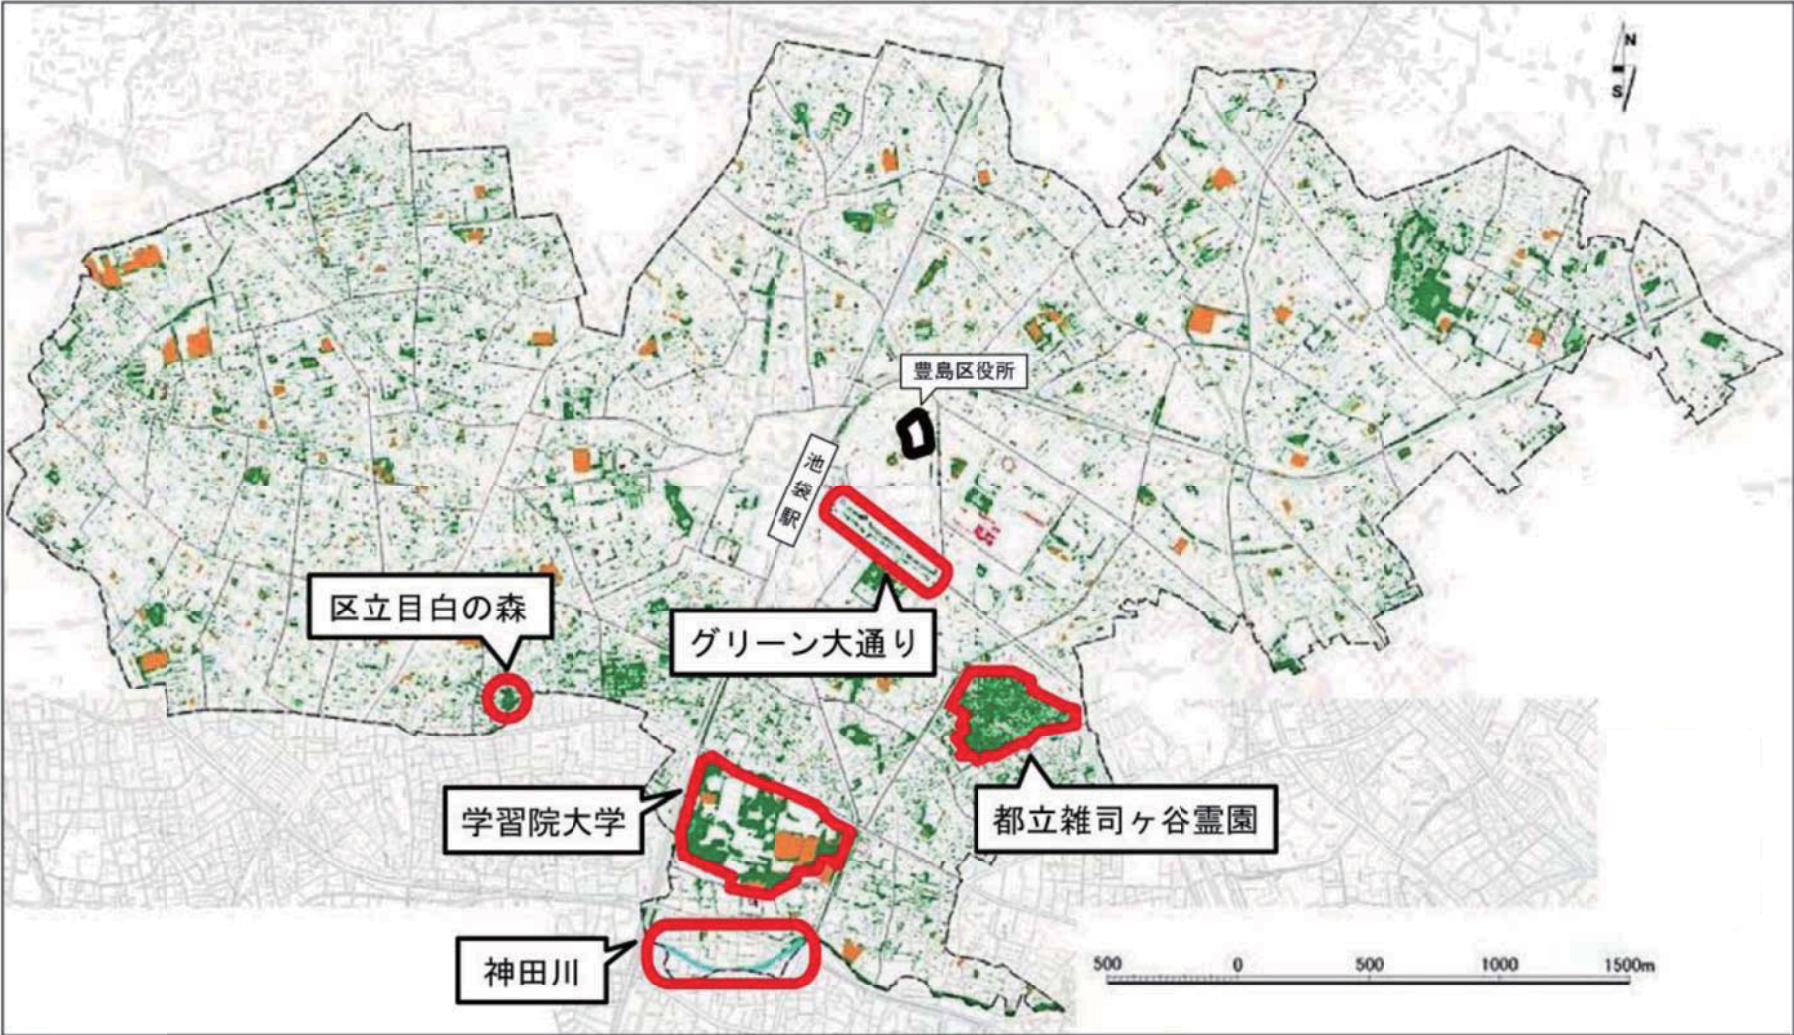 N
S
豊島区役所
池袋駅
区立目白の森
グリーン大通り
学習院大学
都立雑司ヶ谷霊園
神田川
500 0 500 1000 1500m